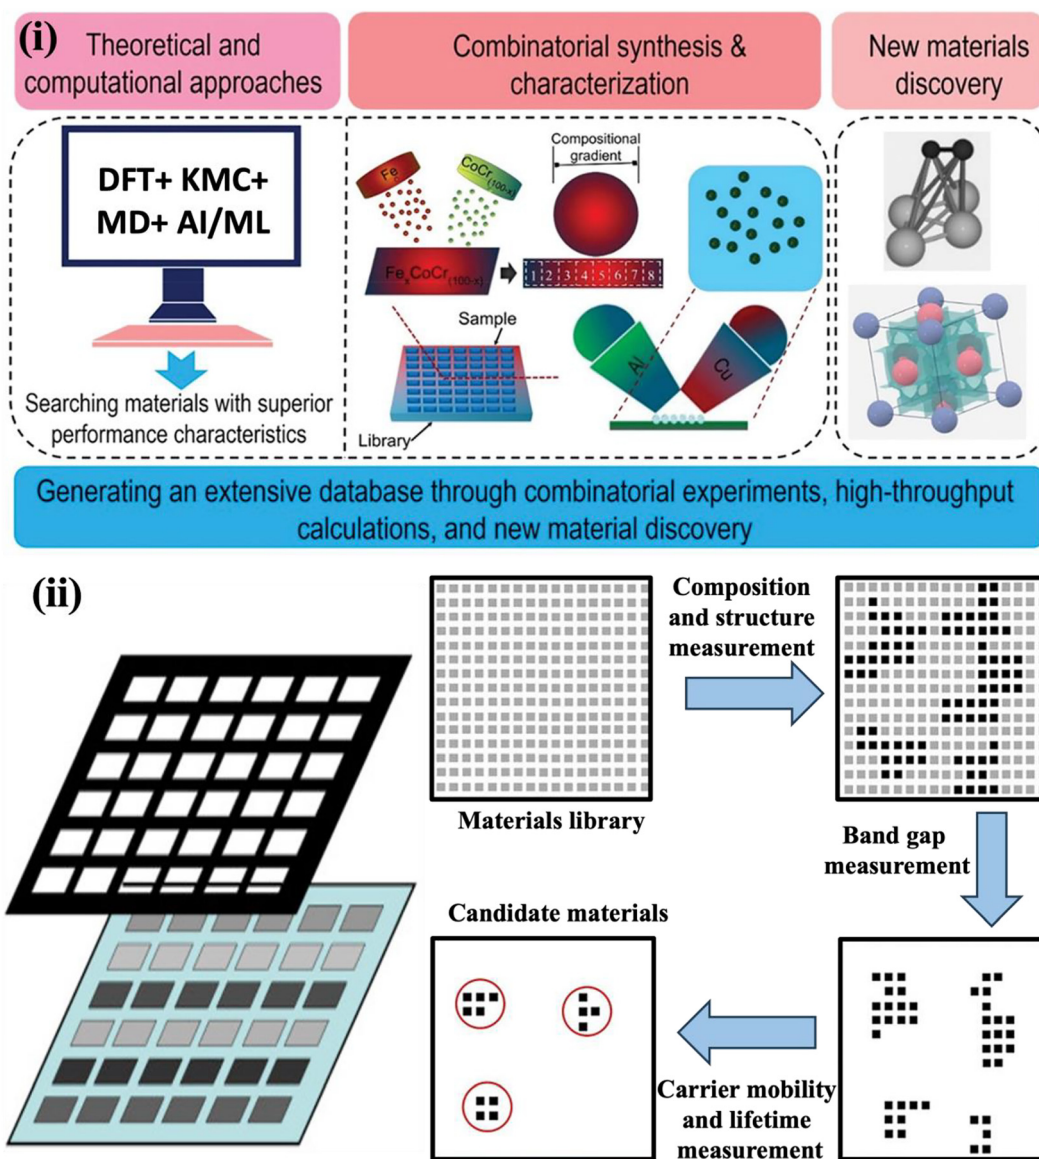 (i)
Theoretical and
computational approaches
Combinatorial synthesis &
characterization
New materials
discovery
DFT+ KMC+
MD+ AI/ML
Searching materials with superior
performance characteristics
Fe
CoCr(100-x)
Compositional
gradient
FexCoCr(100-x)
1 2 3 4 5 6 7 8
Sample
Library
Al
Cu
Generating an extensive database through combinatorial experiments, high-throughput
calculations, and new material discovery
(ii)
Materials library
Composition
and structure
measurement
Band gap
measurement
Candidate materials
Carrier mobility
and lifetime
measurement